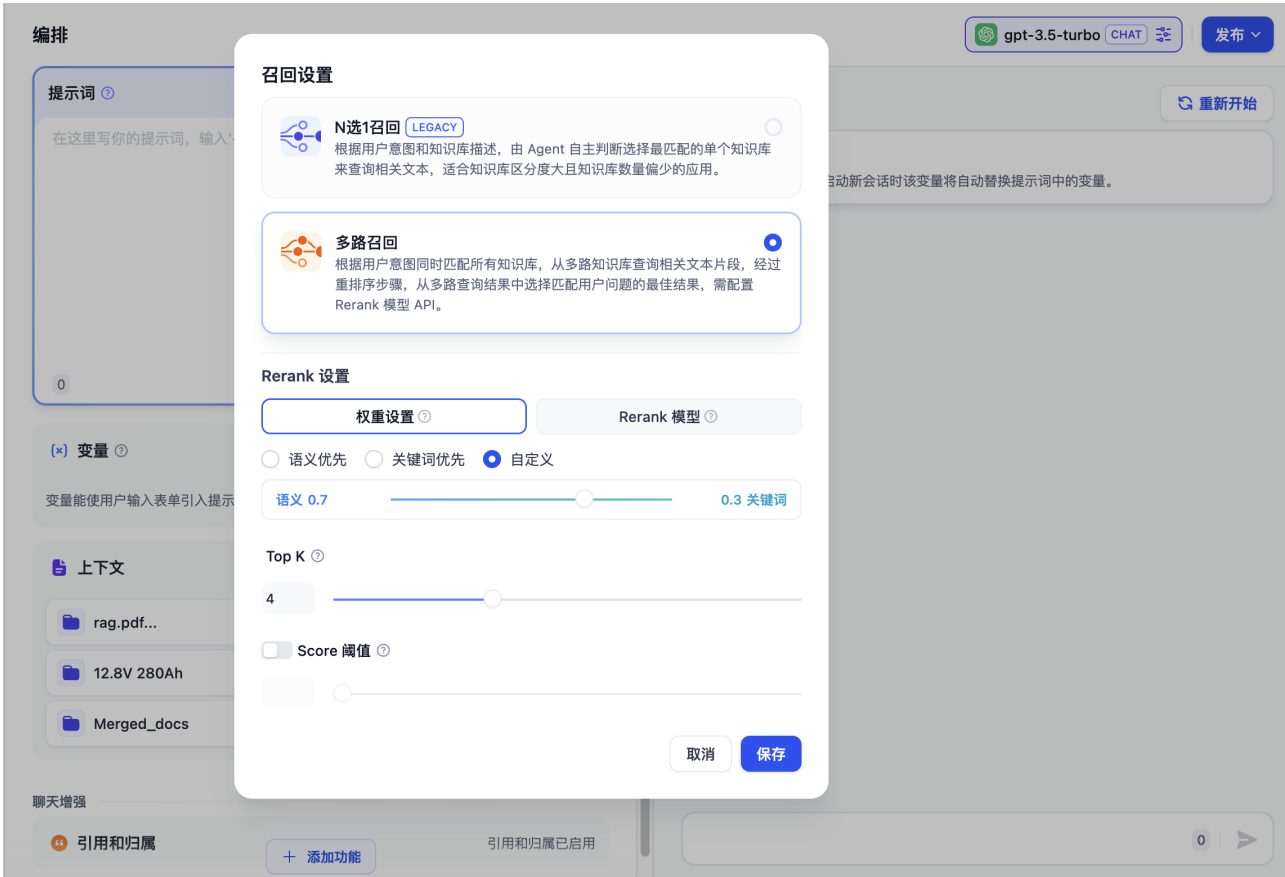 编排
gpt-3.5-turbo CHAT
发布
提示词
在这里写你的提示词，输入'
0
变量
变量能使用户输入表单引入提示
上下文
rag.pdf...
12.8V 280Ah
Merged_docs
聊天增强
引用和归属
引用和归属已启用
添加功能
召回设置
N选1召回 LEGACY
根据用户意图和知识库描述，由 Agent 自主判断选择最匹配的单个知识库
来查询相关文本，适合知识库区分度大且知识库数量偏少的应用。
多路召回
根据用户意图同时匹配所有知识库，从多路知识库查询相关文本片段，经过
重排序步骤，从多路查询结果中选择匹配用户问题的最佳结果，需配置
Rerank 模型 API。
Rerank 设置
权重设置
Rerank 模型
语义优先 关键词优先 自定义
语义 0.7 0.3 关键词
Top K
4
Score 阈值
取消 保存
重新开始
启动新会话时该变量将自动替换提示词中的变量。
0